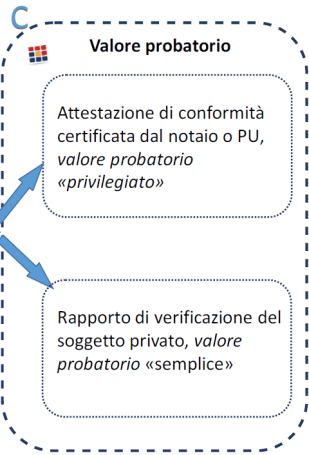 C
Valore probatorio
Attestazione di conformità
certificata dal notaio o PU,
valore probatorio
«privilegiato»
Rapporto di verificazione del
soggetto privato, valore
probatorio «semplice»